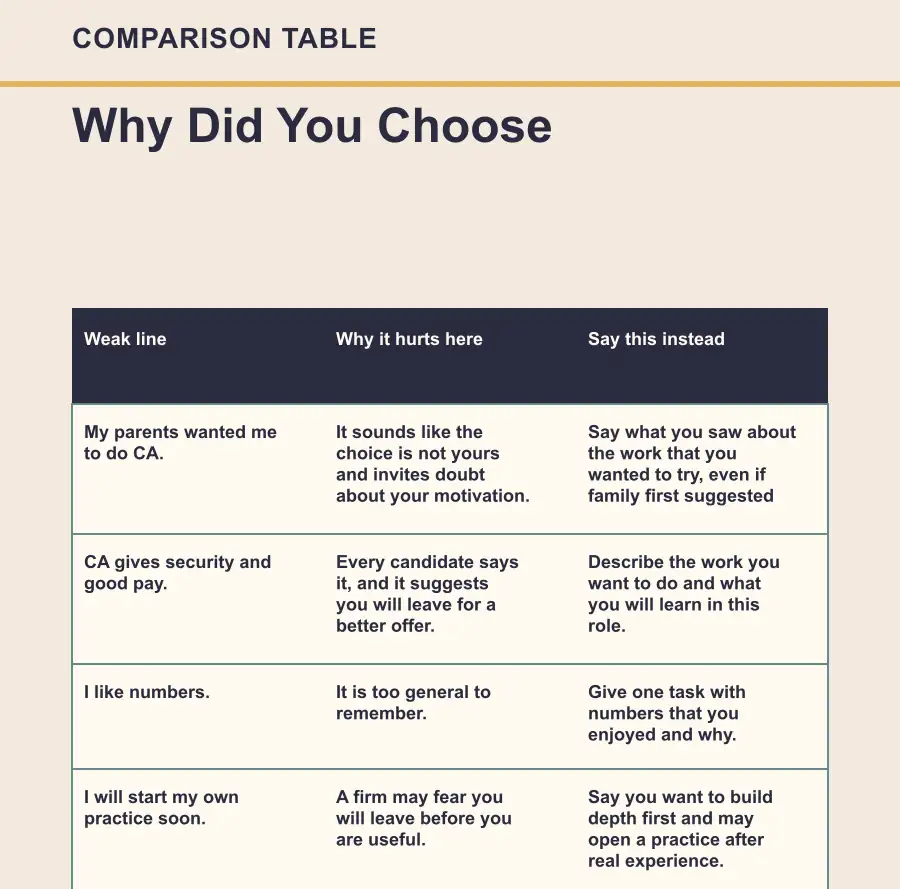 COMPARISON TABLE
Why Did You Choose
Weak line
Why it hurts here
Say this instead
My parents wanted me
to do CA.
It sounds like the
choice is not yours
and invites doubt
about your motivation.
Say what you saw about
the work that you
wanted to try, even if
family first suggested
CA gives security and
good pay.
Every candidate says
it, and it suggests
you will leave for a
better offer.
Describe the work you
want to do and what
you will learn in this
role.
I like numbers.
It is too general to
remember.
Give one task with
numbers that you
enjoyed and why.
I will start my own
practice soon.
A firm may fear you
will leave before you
are useful.
Say you want to build
depth first and may
open a practice after
real experience.